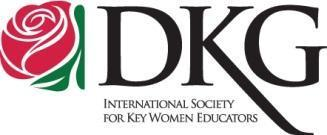 DKG
INTERNATIONAL SOCIETY
FOR KEY WOMEN EDUCATORS